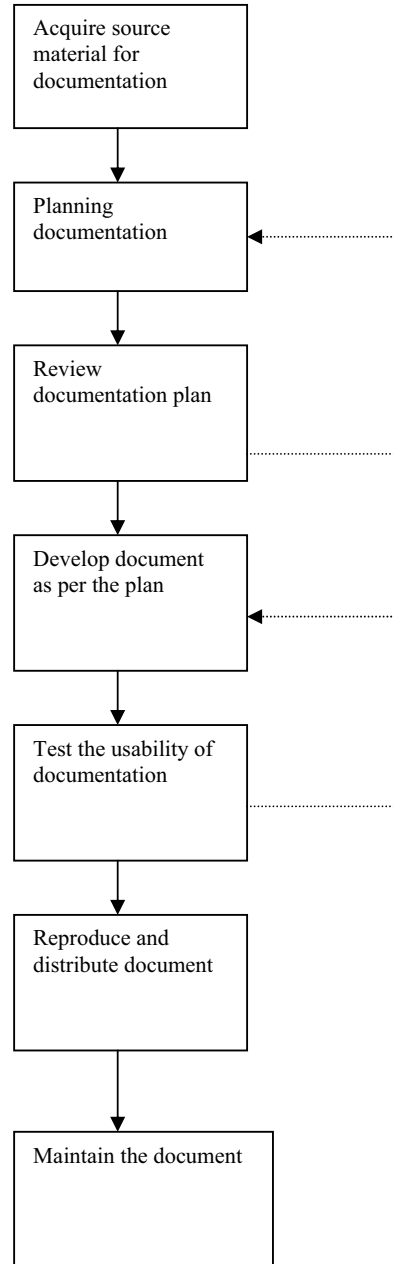 Acquire source
material for
documentation
Planning
documentation
Review
documentation plan
Develop document
as per the plan
Test the usability of
documentation
Reproduce and
distribute document
Maintain the document